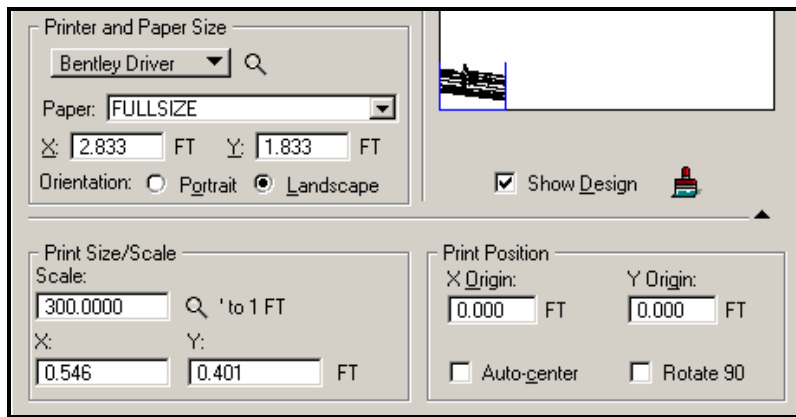 Printer and Paper Size
Bentley Driver
Paper: FULLSIZE
X: 2.833 FT Y: 1.833 FT
Orientation: Portrait Landscape
Show Design
Print Size/Scale
Scale:
300.0000 ' to 1 FT
X: Y:
0.546 0.401 FT
Print Position
X Origin: Y Origin:
0.000 FT 0.000 FT
Auto-center Rotate 90